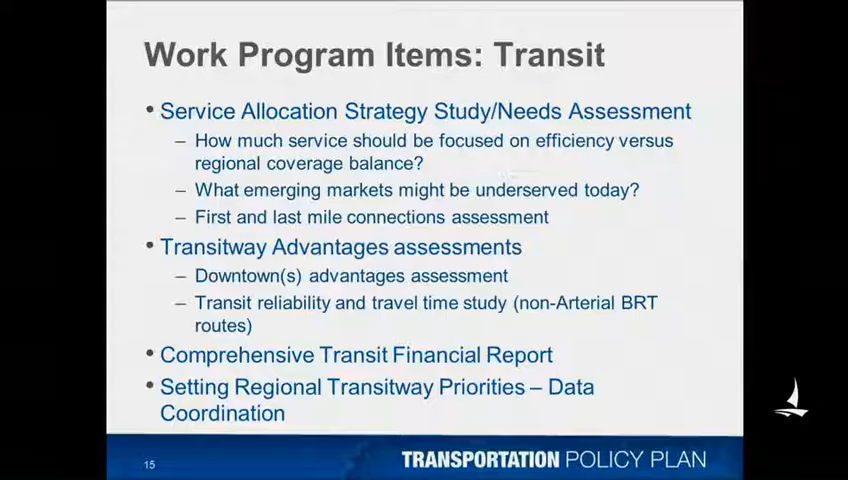 Work Program Items: Transit
• Service Allocation Strategy Study/Needs Assessment
– How much service should be focused on efficiency versus
regional coverage balance?
– What emerging markets might be underserved today?
– First and last mile connections assessment
• Transitway Advantages assessments
– Downtown(s) advantages assessment
– Transit reliability and travel time study (non-Arterial BRT
routes)
• Comprehensive Transit Financial Report
• Setting Regional Transitway Priorities – Data
Coordination
15
TRANSPORTATION POLICY PLAN